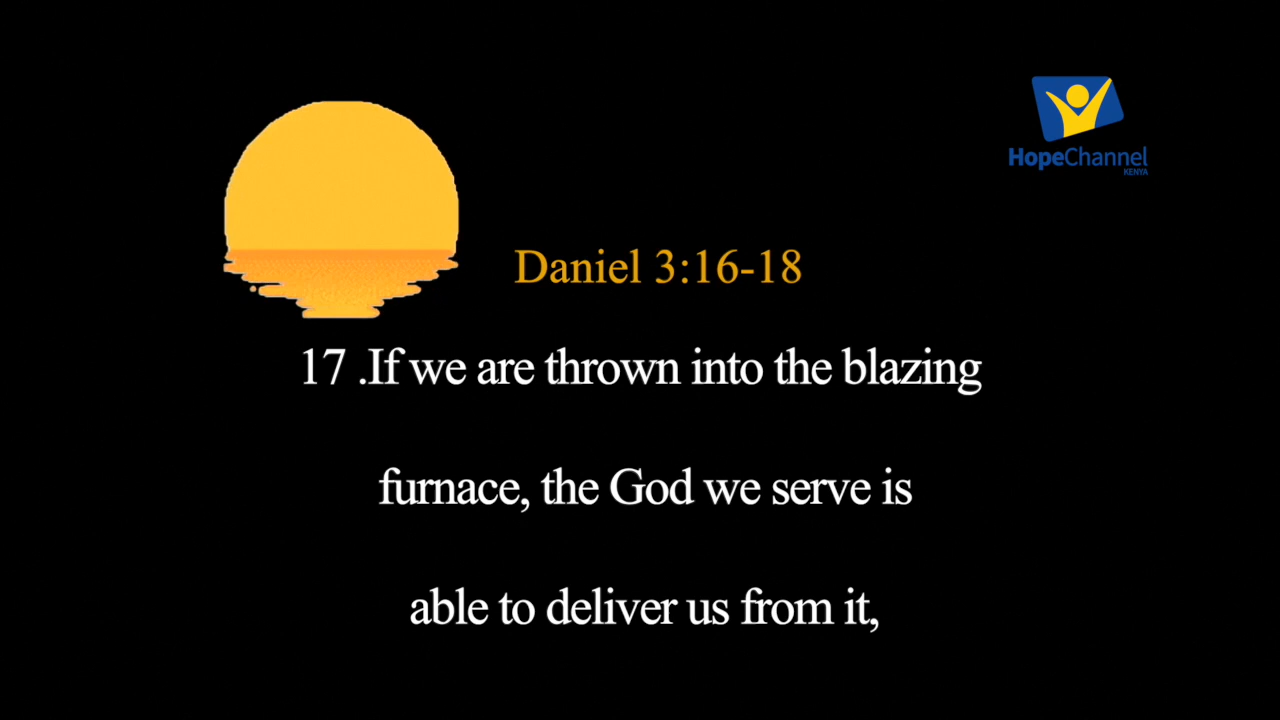 HopeChannel
KENYA
Daniel 3:16-18
17 .If we are thrown into the blazing
furnace, the God we serve is
able to deliver us from it,